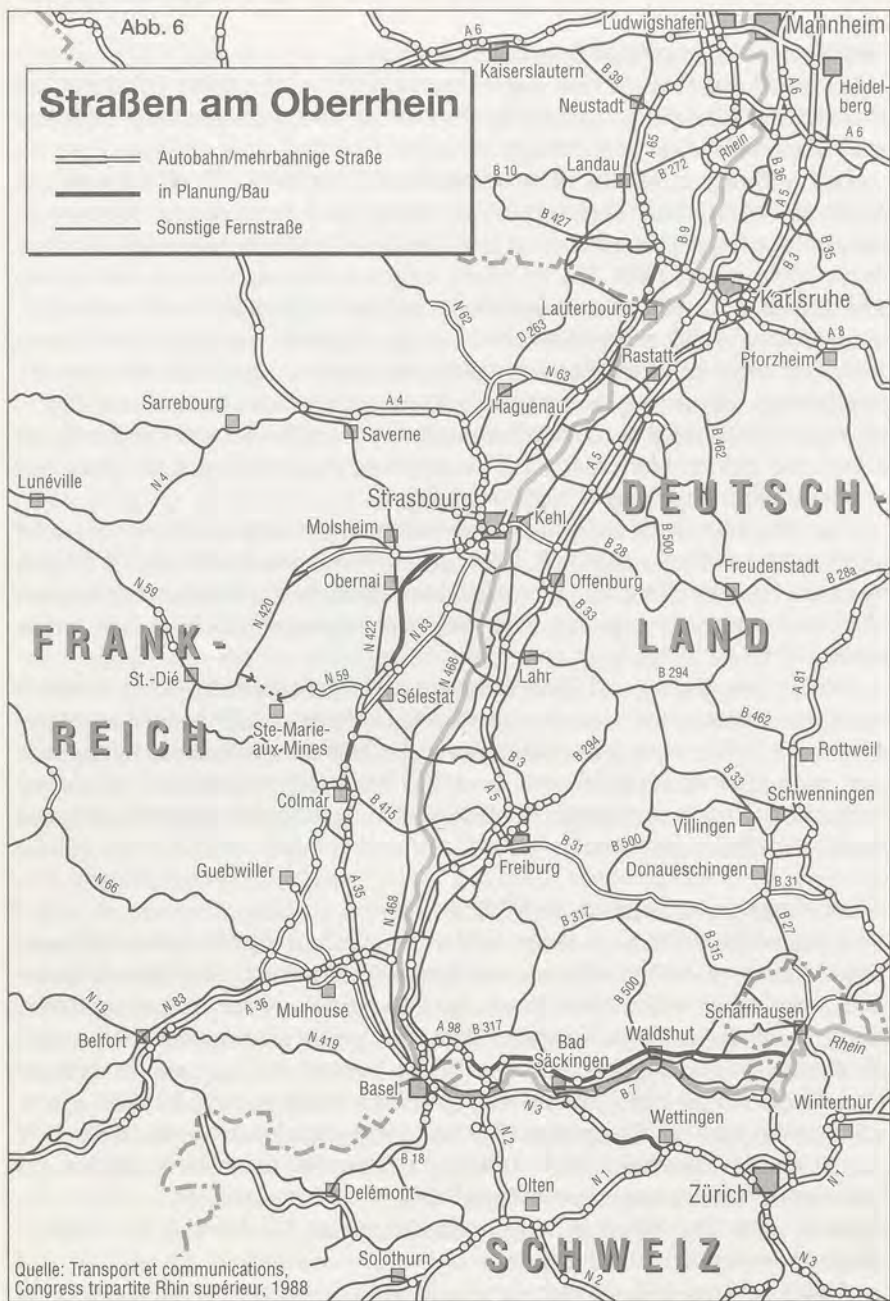 Abb. 6
Straßen am Oberrhein
Autobahn/mehrbahnige Straße
in Planung/Bau
Sonstige Fernstraße
Ludwigshafen
Mannheim
A 6
Kaiserslautern
B 39
A 6
Heidel-
berg
Neustadt
A 65
Rhein
A 6
B 10
Landau
B 272
B 36
A 5
B 427
B 9
B 3
B 35
N 62
Lauterbourg
Karlsruhe
D 263
Rastatt
A 8
Pforzheim
N 63
Sarrebourg
A 4
Haguenau
Saverne
B 462
A 5
N 4
Lunéville
Strasbourg
DEUTSCH-
Kehl
Molsheim
B 500
B 28
Freudenstadt
B 28a
Obernai
Offenburg
N 59
N 420
B 33
FRANK-
N 422
N 83
LAND
St.-Dié
N 59
N 468
Lahr
B 294
A 81
Sélestat
Ste-Marie-
aux-Mines
B 462
REICH
Rottweil
B 3
B 294
B 33
Schwenningen
Colmar
A 5
B 415
Villingen
B 31
B 500
Freiburg
Donaueschingen
Guebwiller
B 31
N 66
A 35
N 468
B 317
B 27
B 315
B 500
N 19
N 83
A 36
Mulhouse
Schaffhausen
A 98
B 317
Waldshut
Belfort
N 419
Bad
Säckingen
Rhein
Basel
B 7
N 3
Winterthur
Wettingen
N 2
B 18
N 1
N 1
Delémont
Olten
Zürich
Solothurn
SCHWEIZ
N 3
N 2
Quelle: Transport et communications,
Congress tripartite Rhin supérieur, 1988